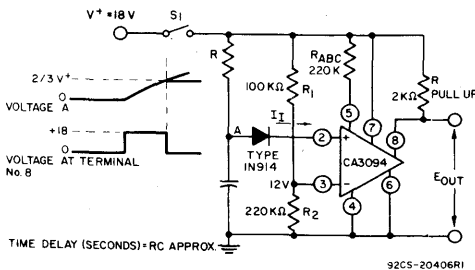 V+ = 18 V
S1
2/3 V+
0
VOLTAGE A
+18
0
VOLTAGE AT TERMINAL
No. 8
R
100 KΩ
R1
RABC
220 K
R
2KΩ
PULL UP
II
A
TYPE
IN914
2
3
5
7
8
4
6
+
-
CA3094
12V
220KΩ
R2
EOUT
TIME DELAY (SECONDS) = RC APPROX.
92CS-20406RI